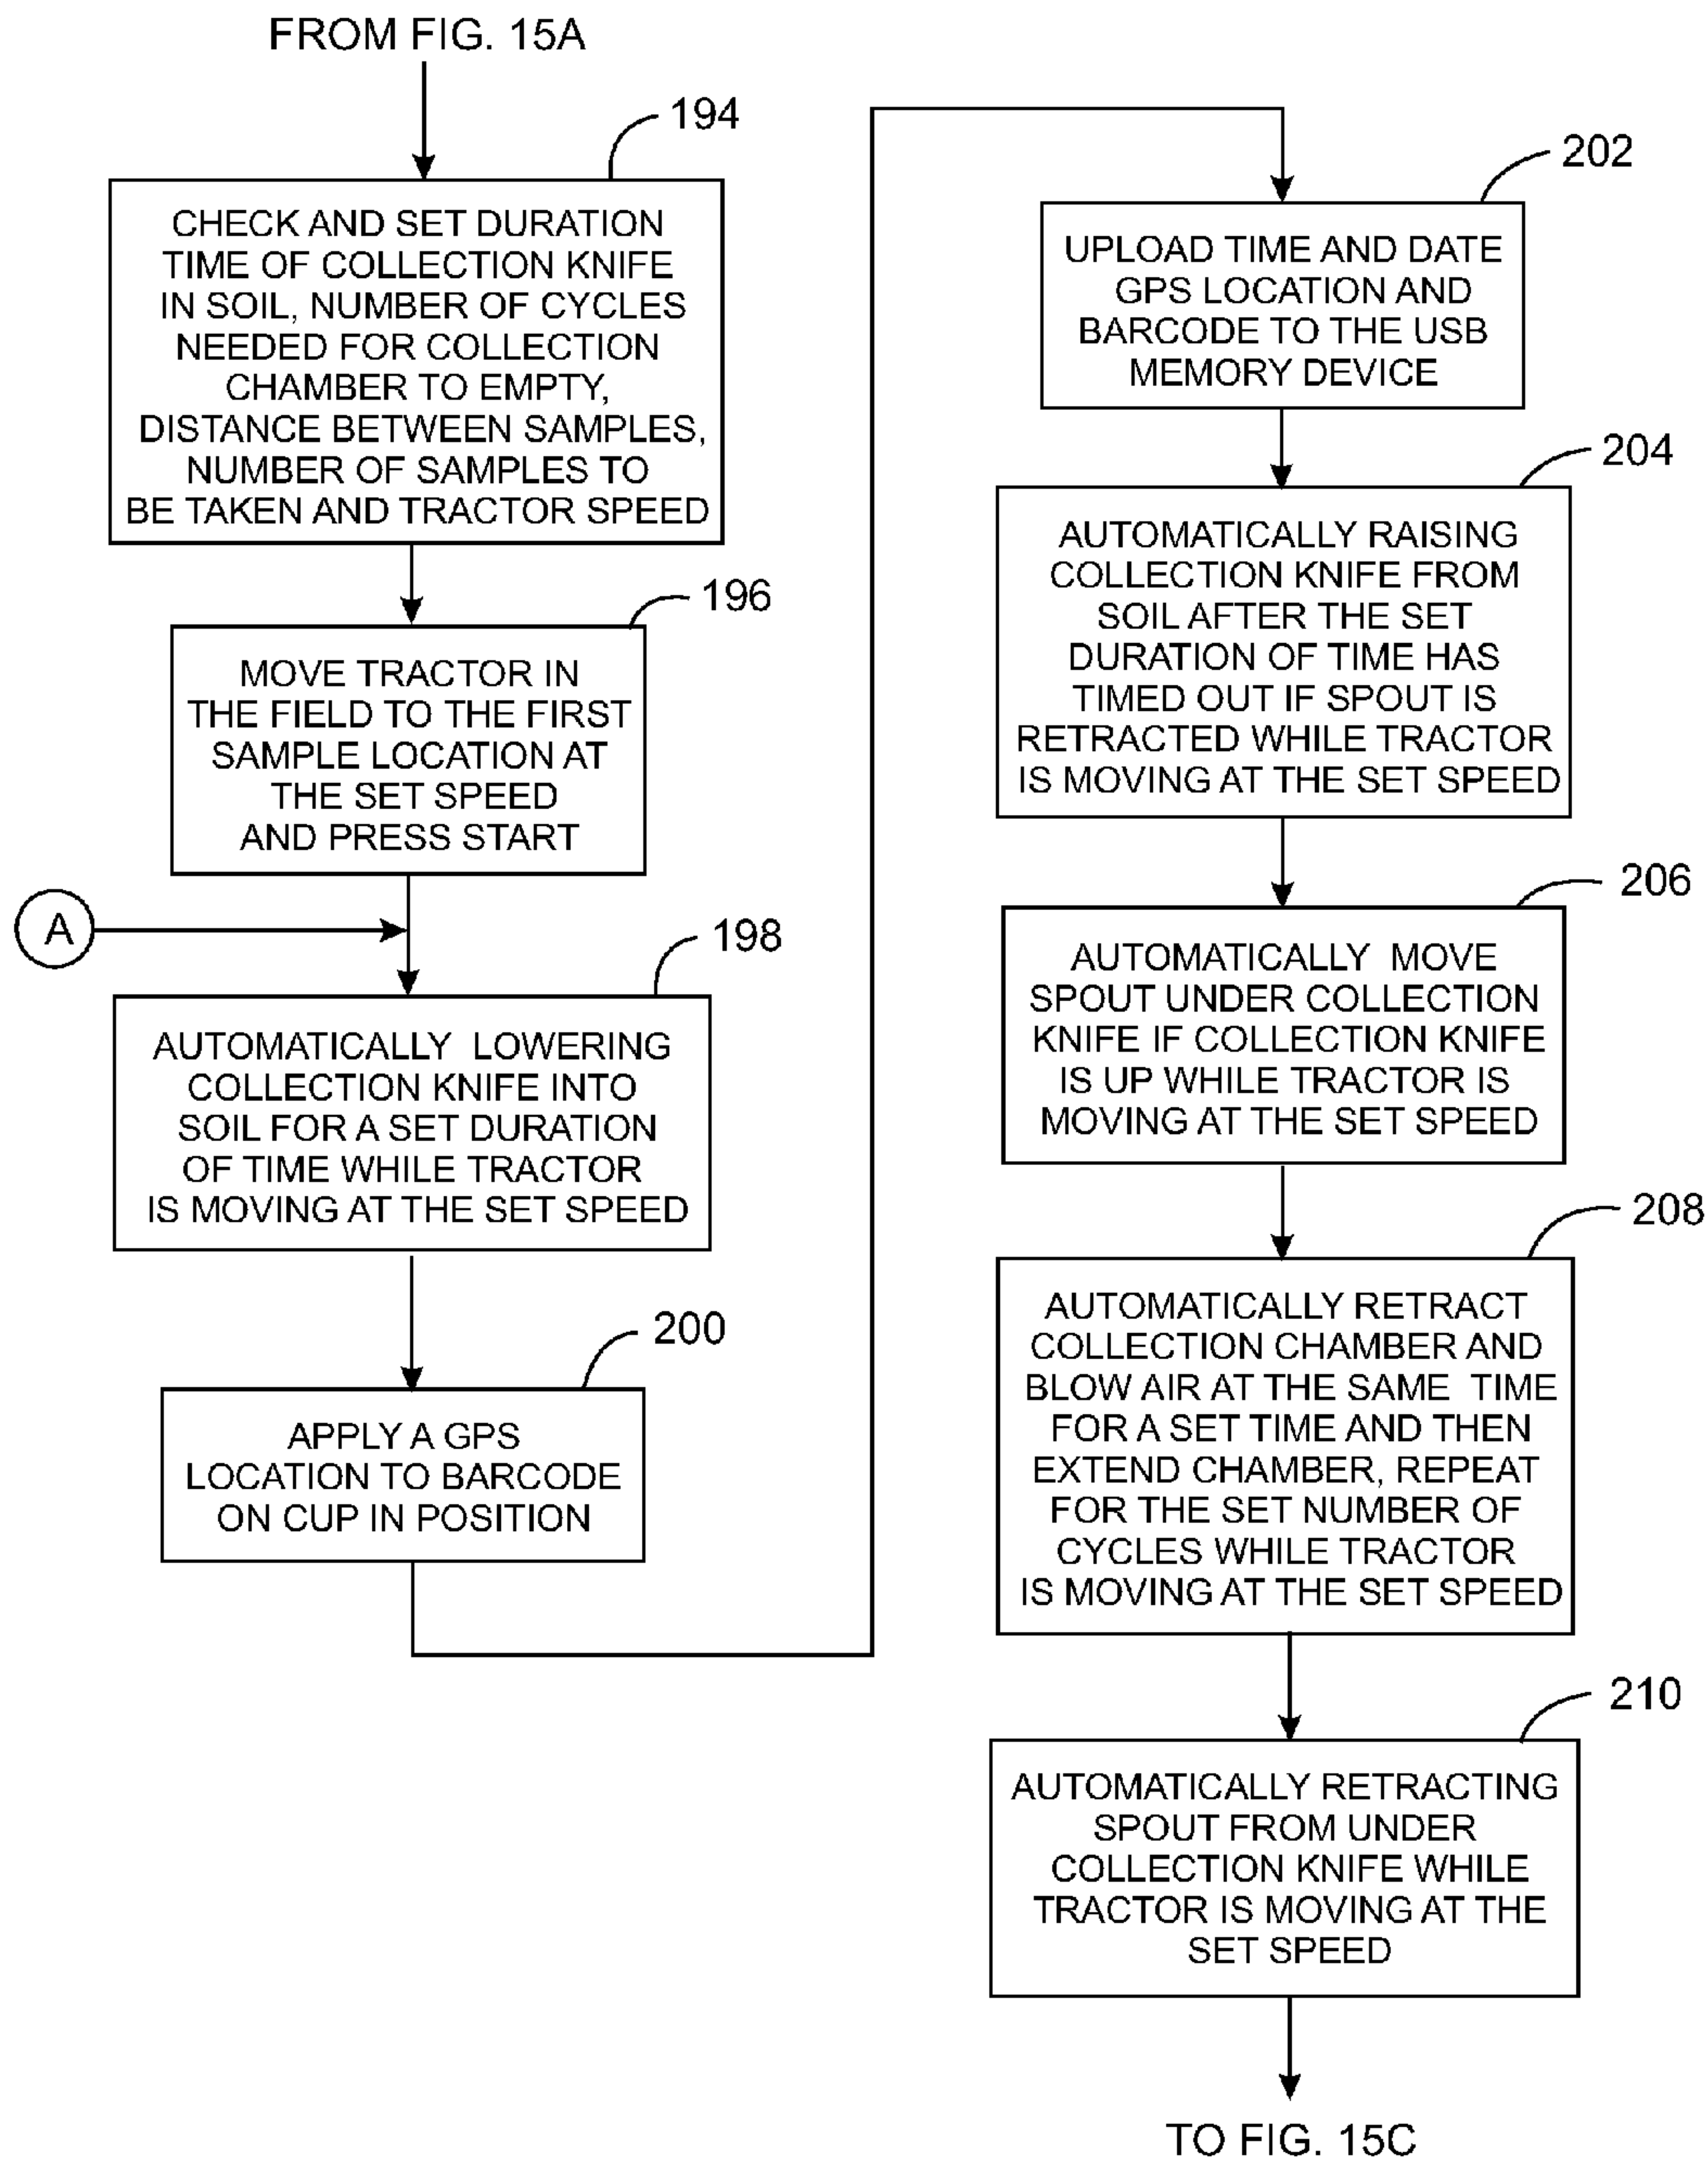 FROM FIG. 15A
194
CHECK AND SET DURATION
TIME OF COLLECTION KNIFE
IN SOIL, NUMBER OF CYCLES
NEEDED FOR COLLECTION
CHAMBER TO EMPTY,
DISTANCE BETWEEN SAMPLES,
NUMBER OF SAMPLES TO
BE TAKEN AND TRACTOR SPEED
196
MOVE TRACTOR IN
THE FIELD TO THE FIRST
SAMPLE LOCATION AT
THE SET SPEED
AND PRESS START
A
198
AUTOMATICALLY LOWERING
COLLECTION KNIFE INTO
SOIL FOR A SET DURATION
OF TIME WHILE TRACTOR
IS MOVING AT THE SET SPEED
200
APPLY A GPS
LOCATION TO BARCODE
ON CUP IN POSITION
202
UPLOAD TIME AND DATE
GPS LOCATION AND
BARCODE TO THE USB
MEMORY DEVICE
204
AUTOMATICALLY RAISING
COLLECTION KNIFE FROM
SOIL AFTER THE SET
DURATION OF TIME HAS
TIMED OUT IF SPOUT IS
RETRACTED WHILE TRACTOR
IS MOVING AT THE SET SPEED
206
AUTOMATICALLY MOVE
SPOUT UNDER COLLECTION
KNIFE IF COLLECTION KNIFE
IS UP WHILE TRACTOR IS
MOVING AT THE SET SPEED
208
AUTOMATICALLY RETRACT
COLLECTION CHAMBER AND
BLOW AIR AT THE SAME TIME
FOR A SET TIME AND THEN
EXTEND CHAMBER, REPEAT
FOR THE SET NUMBER OF
CYCLES WHILE TRACTOR
IS MOVING AT THE SET SPEED
210
AUTOMATICALLY RETRACTING
SPOUT FROM UNDER
COLLECTION KNIFE WHILE
TRACTOR IS MOVING AT THE
SET SPEED
TO FIG. 15C